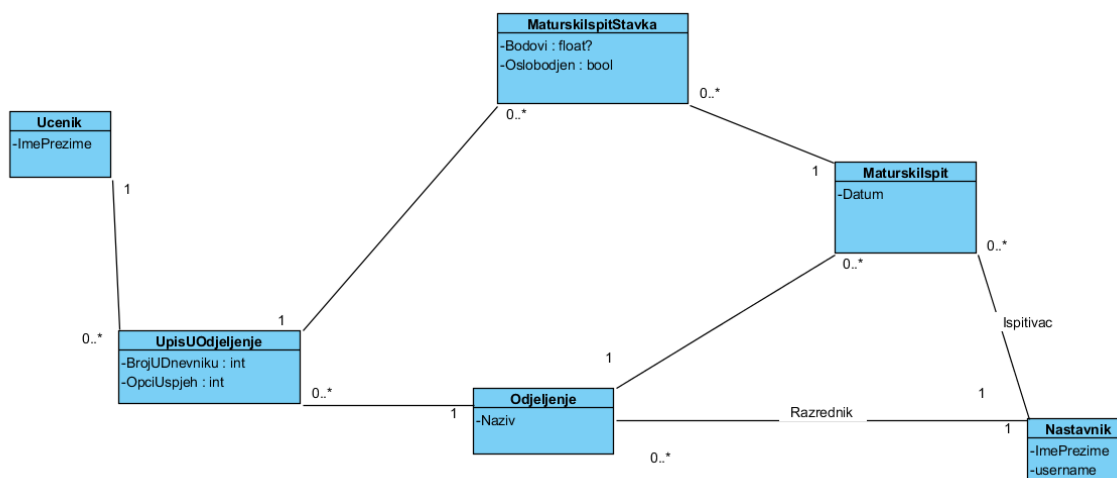 MaturskiIspitStavka
-Bodovi : float?
-Oslobodjen : bool
0..*
0..*
Ucenik
-ImePrezime
1
1
MaturskiIspit
-Datum
0..*
0..*
Ispitivac
0..*
1
UpisUOdjeljenje
-BrojUDnevniku : int
-OpciUspjeh : int
0..*
1
1
Odjeljenje
-Naziv
Razrednik
0..*
1
1
Nastavnik
-ImePrezime
-username